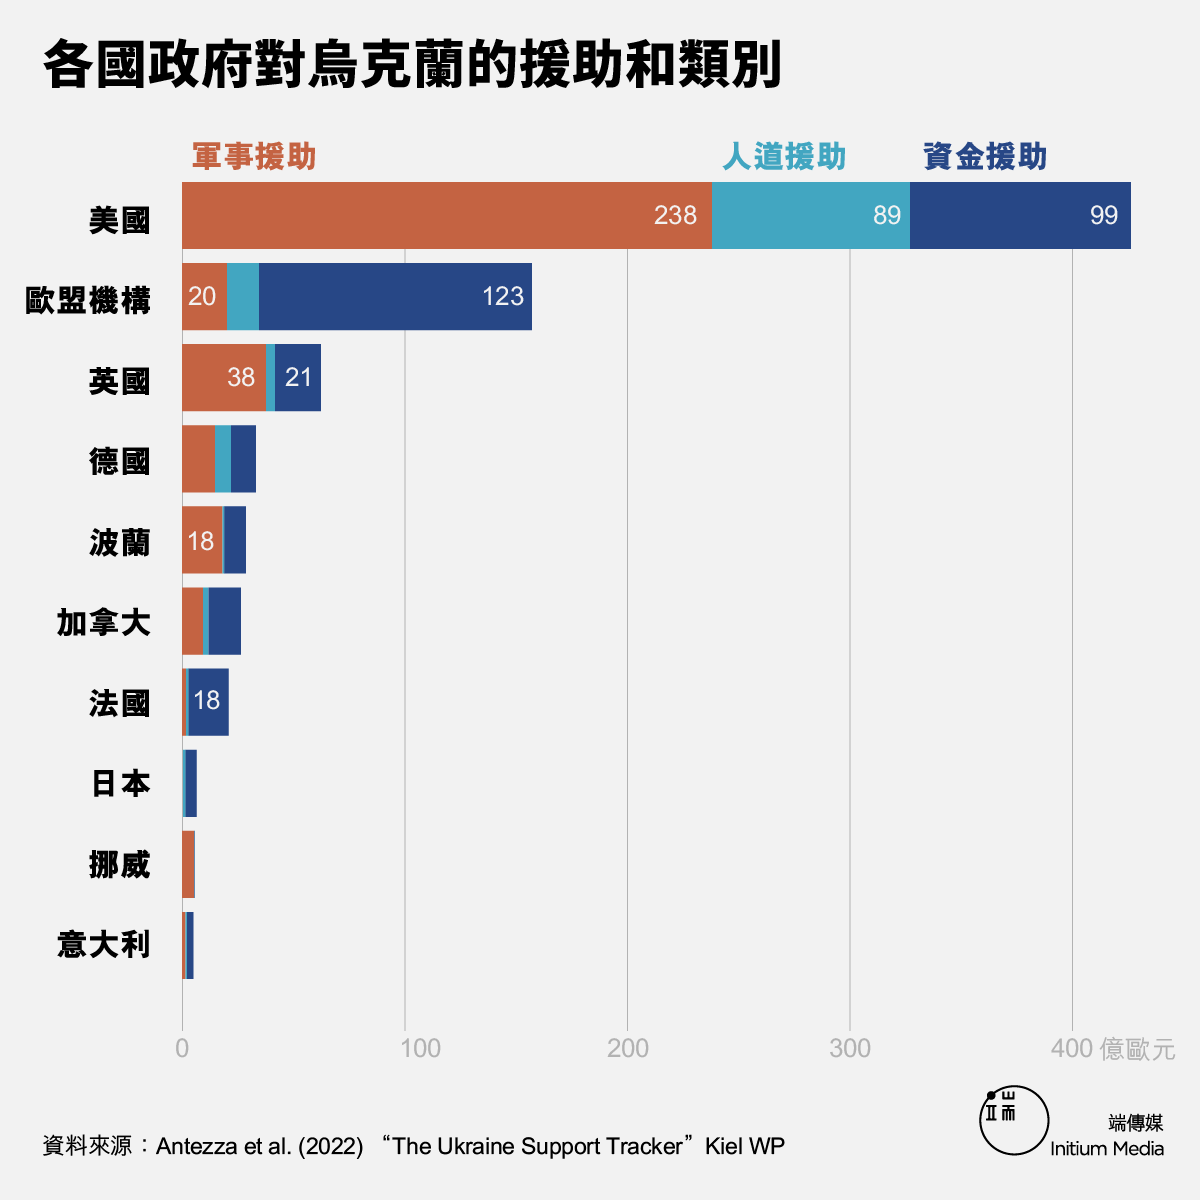 各國政府對烏克蘭的援助和類別
軍事援助 人道援助 資金援助
美國 238 89 99
歐盟機構 20 123
英國 38 21
德國
波蘭 18
加拿大
法國 18
日本
挪威
意大利
0 100 200 300 400 億歐元
端
端傳媒
Initium Media
資料來源：Antezza et al. (2022) “The Ukraine Support Tracker” Kiel WP